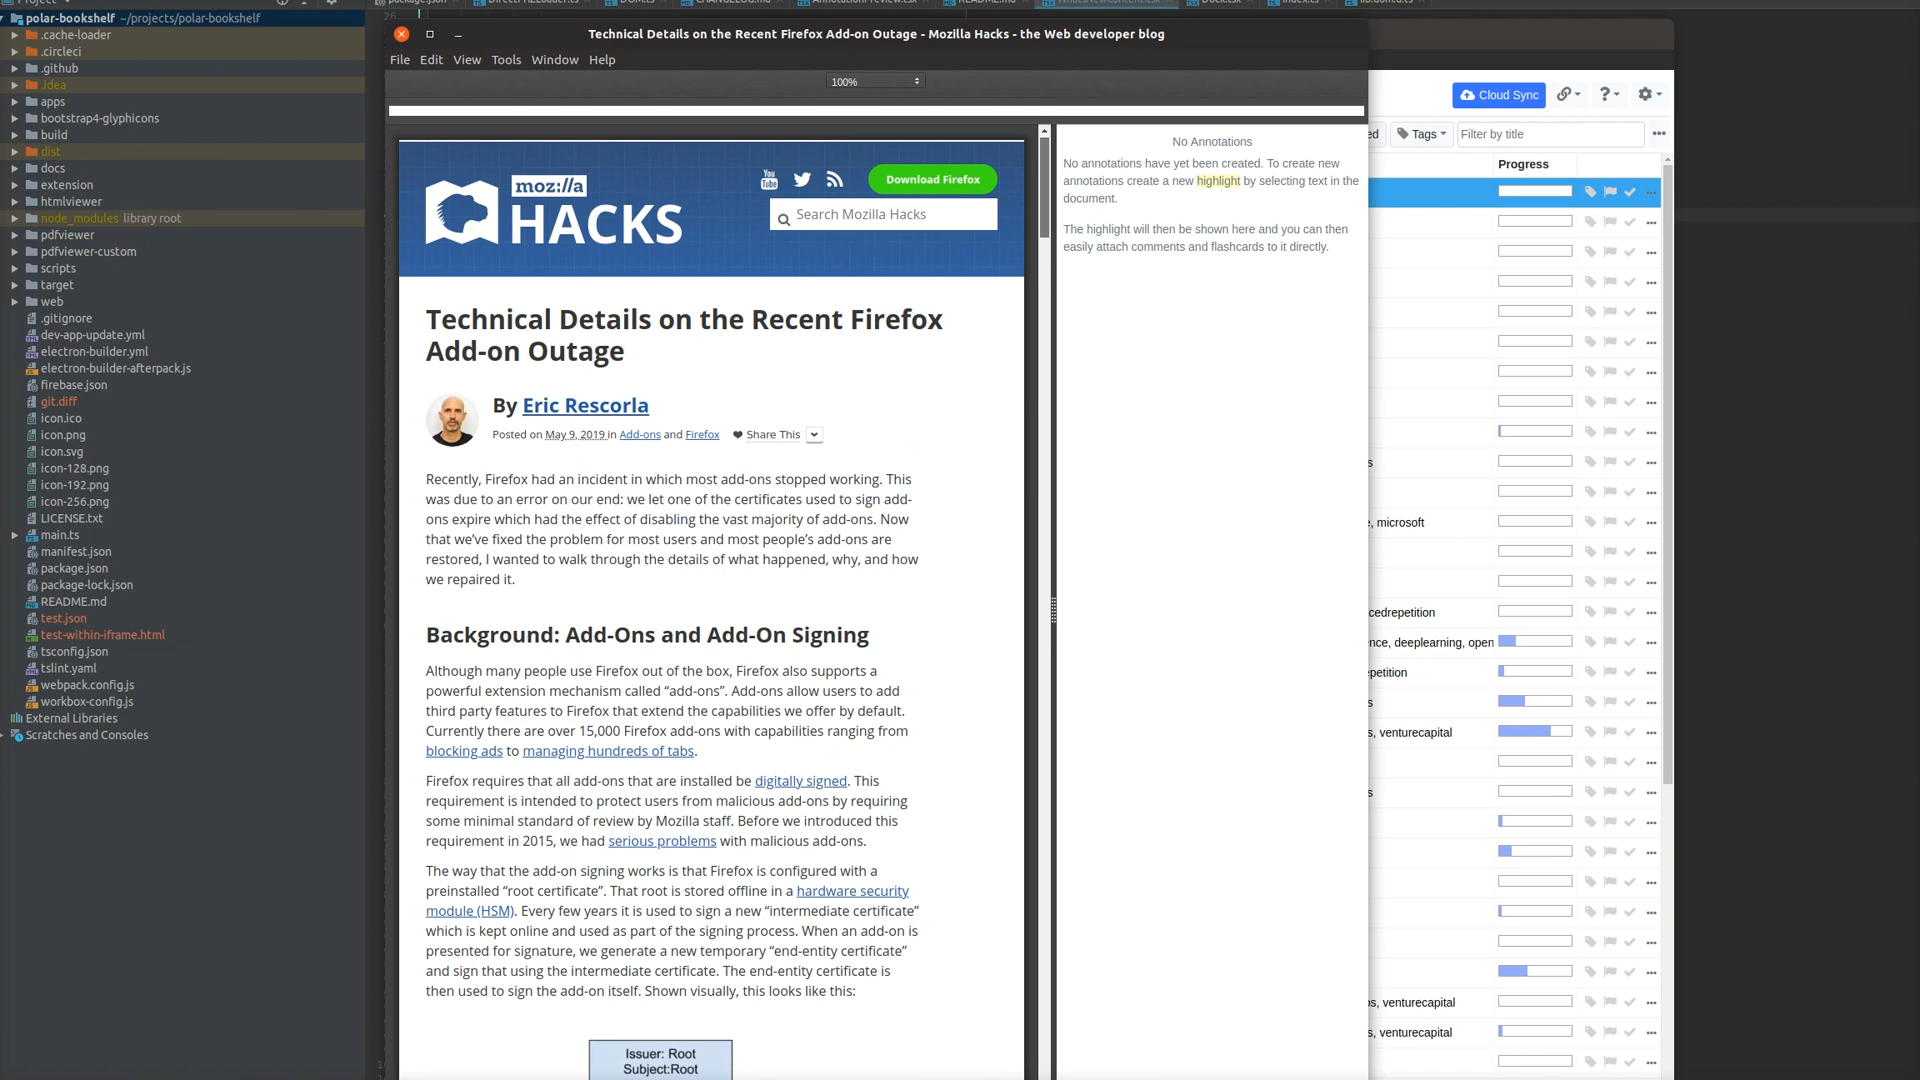 Project
package.json
CHANGELOG.md
README.md
Dock.tsx
index.ts
polar-bookshelf ~/projects/polar-bookshelf
.cache-loader
.circleci
.github
.idea
apps
bootstrap4-glyphicons
build
dist
docs
extension
htmlviewer
node_modules library root
pdfviewer
pdfviewer-custom
scripts
target
web
.gitignore
dev-app-update.yml
electron-builder.yml
electron-builder-afterpack.js
firebase.json
git.diff
icon.ico
icon.png
icon.svg
icon-128.png
icon-192.png
icon-256.png
LICENSE.txt
main.ts
manifest.json
package.json
package-lock.json
README.md
test.json
test-within-iframe.html
tsconfig.json
tslint.yaml
webpack.config.js
workbox-config.js
External Libraries
Scratches and Consoles
26
Technical Details on the Recent Firefox Add-on Outage - Mozilla Hacks - the Web developer blog
File Edit View Tools Window Help
100%
moz://a
HACKS
You Tube
Download Firefox
Search Mozilla Hacks
Technical Details on the Recent Firefox
Add-on Outage
By Eric Rescorla
Posted on May 9, 2019 in Add-ons and Firefox Share This
Recently, Firefox had an incident in which most add-ons stopped working. This
was due to an error on our end: we let one of the certificates used to sign add-
ons expire which had the effect of disabling the vast majority of add-ons. Now
that we’ve fixed the problem for most users and most people’s add-ons are
restored, I wanted to walk through the details of what happened, why, and how
we repaired it.
Background: Add-Ons and Add-On Signing
Although many people use Firefox out of the box, Firefox also supports a
powerful extension mechanism called “add-ons”. Add-ons allow users to add
third party features to Firefox that extend the capabilities we offer by default.
Currently there are over 15,000 Firefox add-ons with capabilities ranging from
blocking ads to managing hundreds of tabs.
Firefox requires that all add-ons that are installed be digitally signed. This
requirement is intended to protect users from malicious add-ons by requiring
some minimal standard of review by Mozilla staff. Before we introduced this
requirement in 2015, we had serious problems with malicious add-ons.
The way that the add-on signing works is that Firefox is configured with a
preinstalled “root certificate”. That root is stored offline in a hardware security
module (HSM). Every few years it is used to sign a new “intermediate certificate”
which is kept online and used as part of the signing process. When an add-on is
presented for signature, we generate a new temporary “end-entity certificate”
and sign that using the intermediate certificate. The end-entity certificate is
then used to sign the add-on itself. Shown visually, this looks like this:
Issuer: Root
Subject:Root
No Annotations
No annotations have yet been created. To create new
annotations create a new highlight by selecting text in the
document.
The highlight will then be shown here and you can then
easily attach comments and flashcards to it directly.
Cloud Sync
ed Tags Filter by title
Progress
s
, microsoft
cedrepetition
nce, deeplearning, open
petition
s
s, venturecapital
s
s, venturecapital
s, venturecapital